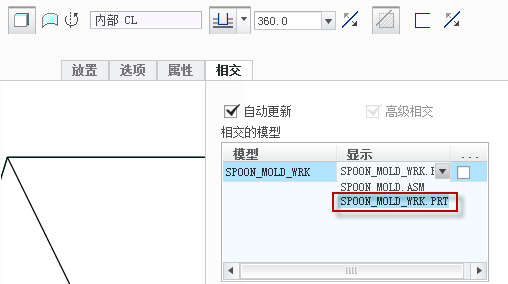 内部 CL 360.0
放置 选项 属性 相交
自动更新 高级相交
相交的模型
模型 显示 ...
SPOON_MOLD_WRK SPOON_MOLD_WRK.
SPOON_MOLD.ASM
SPOON_MOLD_WRK.PRT